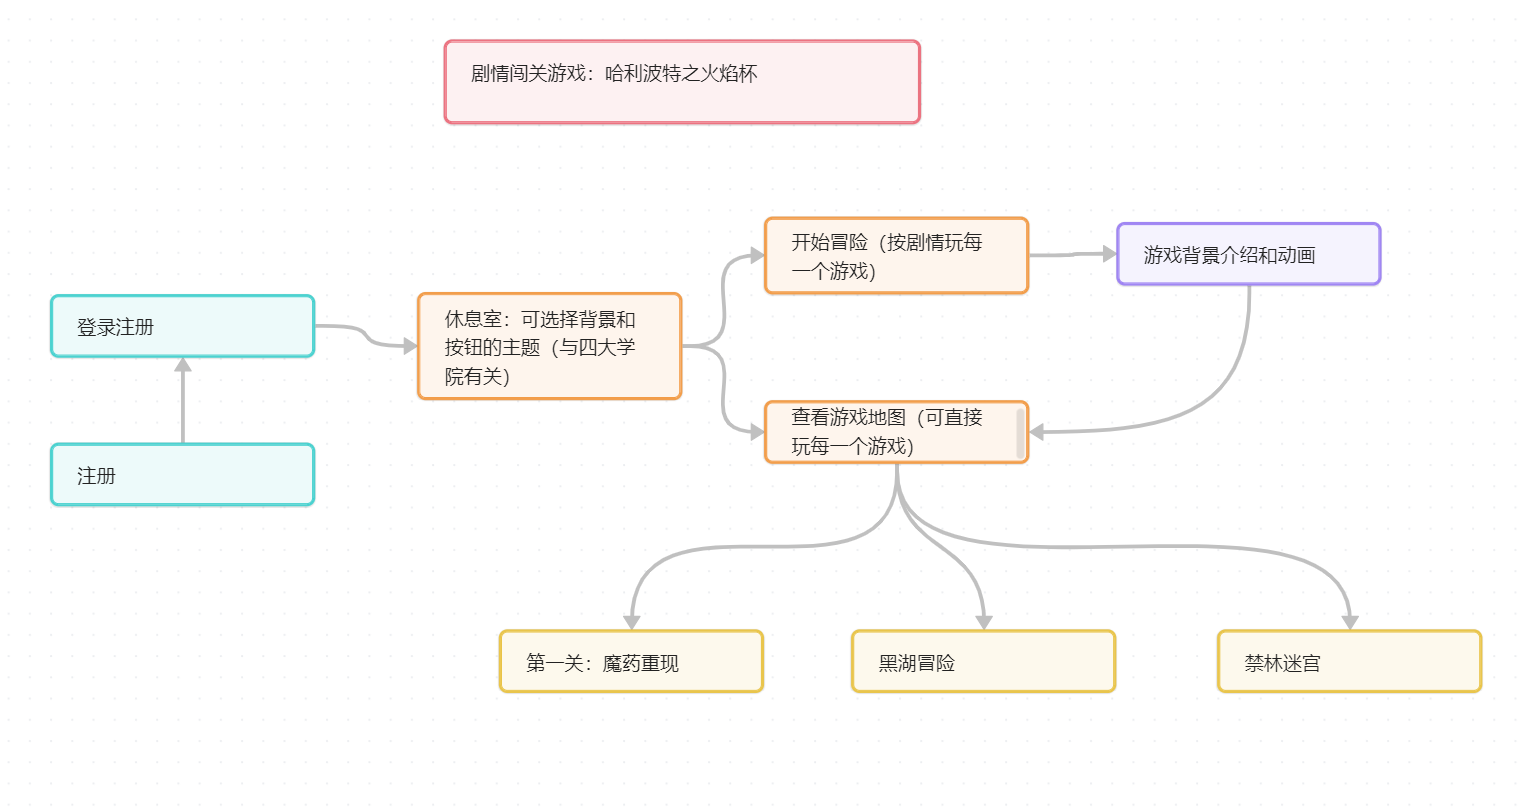 剧情闯关游戏：哈利波特之火焰杯
开始冒险（按剧情玩每
一个游戏）
游戏背景介绍和动画
登录注册
休息室：可选择背景和
按钮的主题（与四大学
院有关）
查看游戏地图（可直接
玩每一个游戏）
注册
第一关：魔药重现
黑湖冒险
禁林迷宫